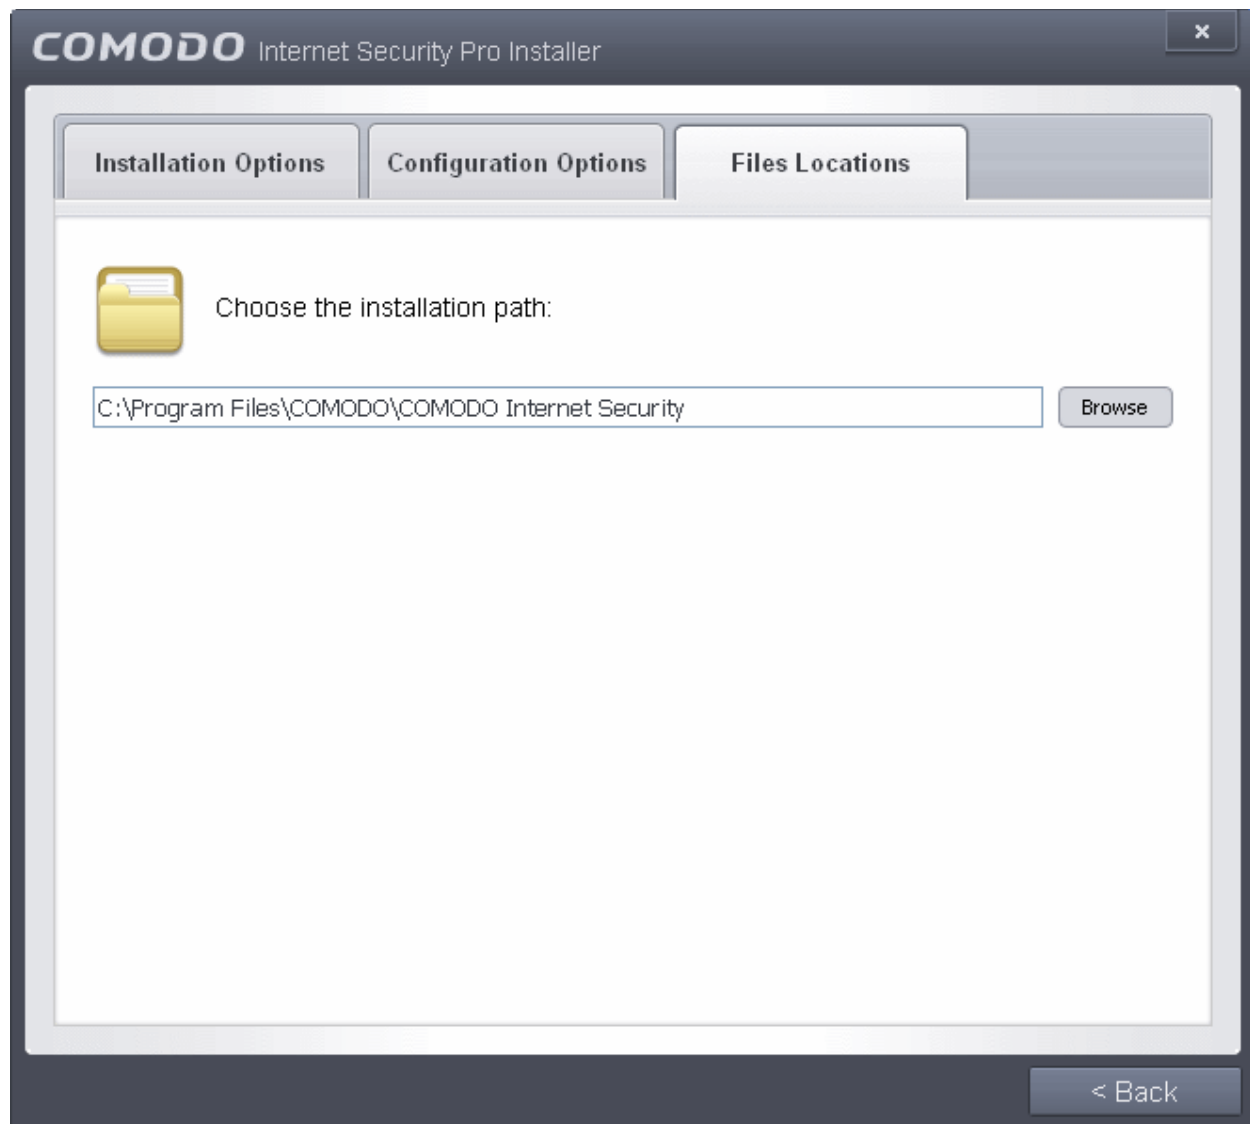 COMODO Internet Security Pro Installer
Installation Options
Configuration Options
Files Locations
Choose the installation path:
C:\Program Files\COMODO\COMODO Internet Security
Browse
< Back